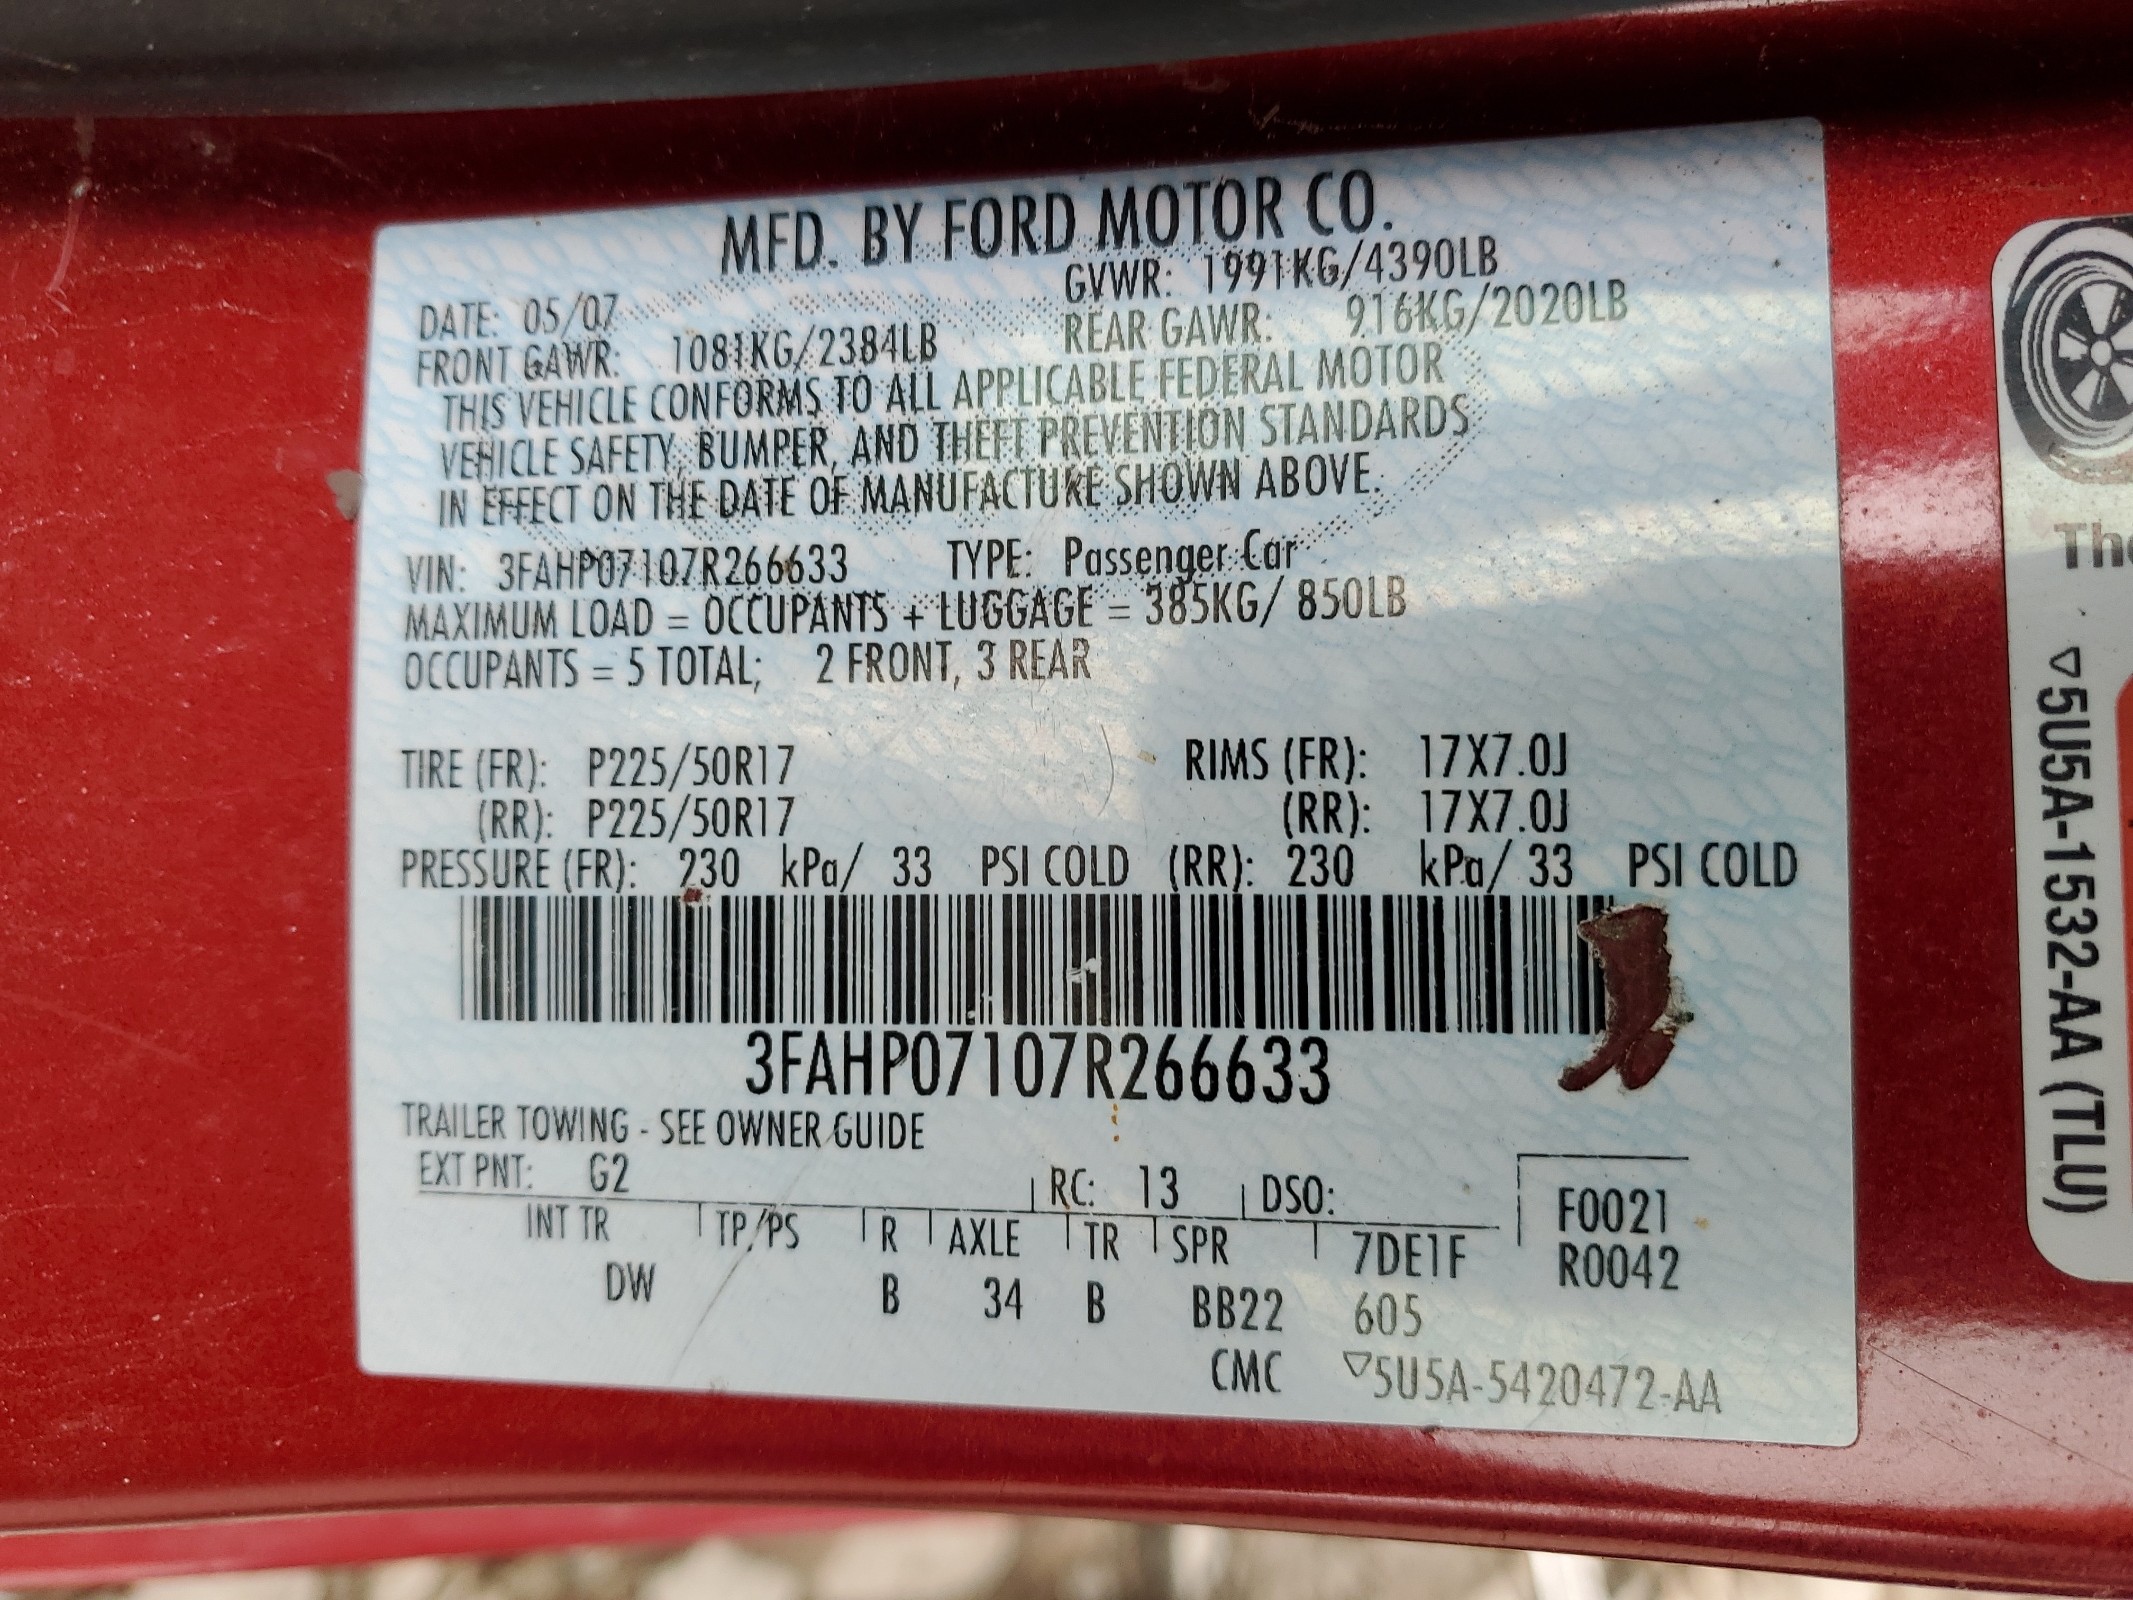 MFD. BY FORD MOTOR CO.
DATE: 05/07 GVWR: 1991KG/4390LB
FRONT GAWR: 1081KG/2384LB REAR GAWR: 916KG/2020LB
THIS VEHICLE CONFORMS TO ALL APPLICABLE FEDERAL MOTOR
VEHICLE SAFETY, BUMPER, AND THEFT PREVENTION STANDARDS
IN EFFECT ON THE DATE OF MANUFACTURE SHOWN ABOVE.
VIN: 3FAHP07107R266633 TYPE: Passenger Car
MAXIMUM LOAD = OCCUPANTS + LUGGAGE = 385KG/ 850LB
OCCUPANTS = 5 TOTAL; 2 FRONT, 3 REAR
TIRE (FR): P225/50R17 RIMS (FR): 17X7.0J
(RR): P225/50R17 (RR): 17X7.0J
PRESSURE (FR): 230 kPa/ 33 PSI COLD (RR): 230 kPa/ 33 PSI COLD
3FAHP07107R266633
TRAILER TOWING - SEE OWNER GUIDE
EXT PNT: G2 RC: 13 DSO: F0021
INT TR TP/PS R AXLE TR SPR 7DE1F R0042
DW B 34 B BB22 605
CMC ▽5U5A-5420472-AA
▽5U5A-1532-AA (TLU)